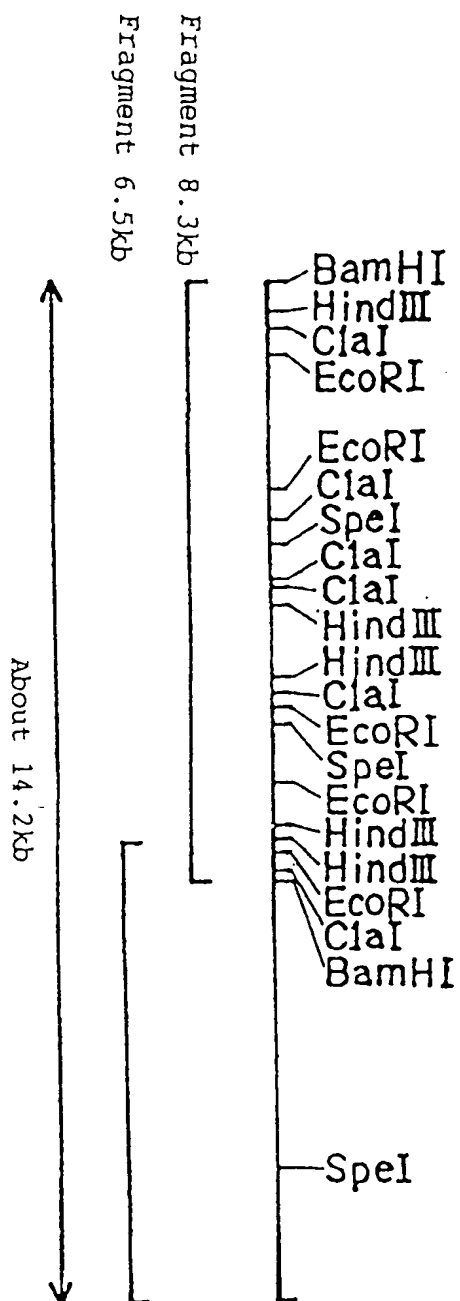 BamHI
HindⅢ
ClaI
EcoRI
EcoRI
ClaI
SpeI
ClaI
ClaI
HindⅢ
HindⅢ
ClaI
EcoRI
SpeI
EcoRI
HindⅢ
HindⅢ
EcoRI
ClaI
BamHI
SpeI
Fragment 8.3kb
Fragment 6.5kb
About 14.2kb